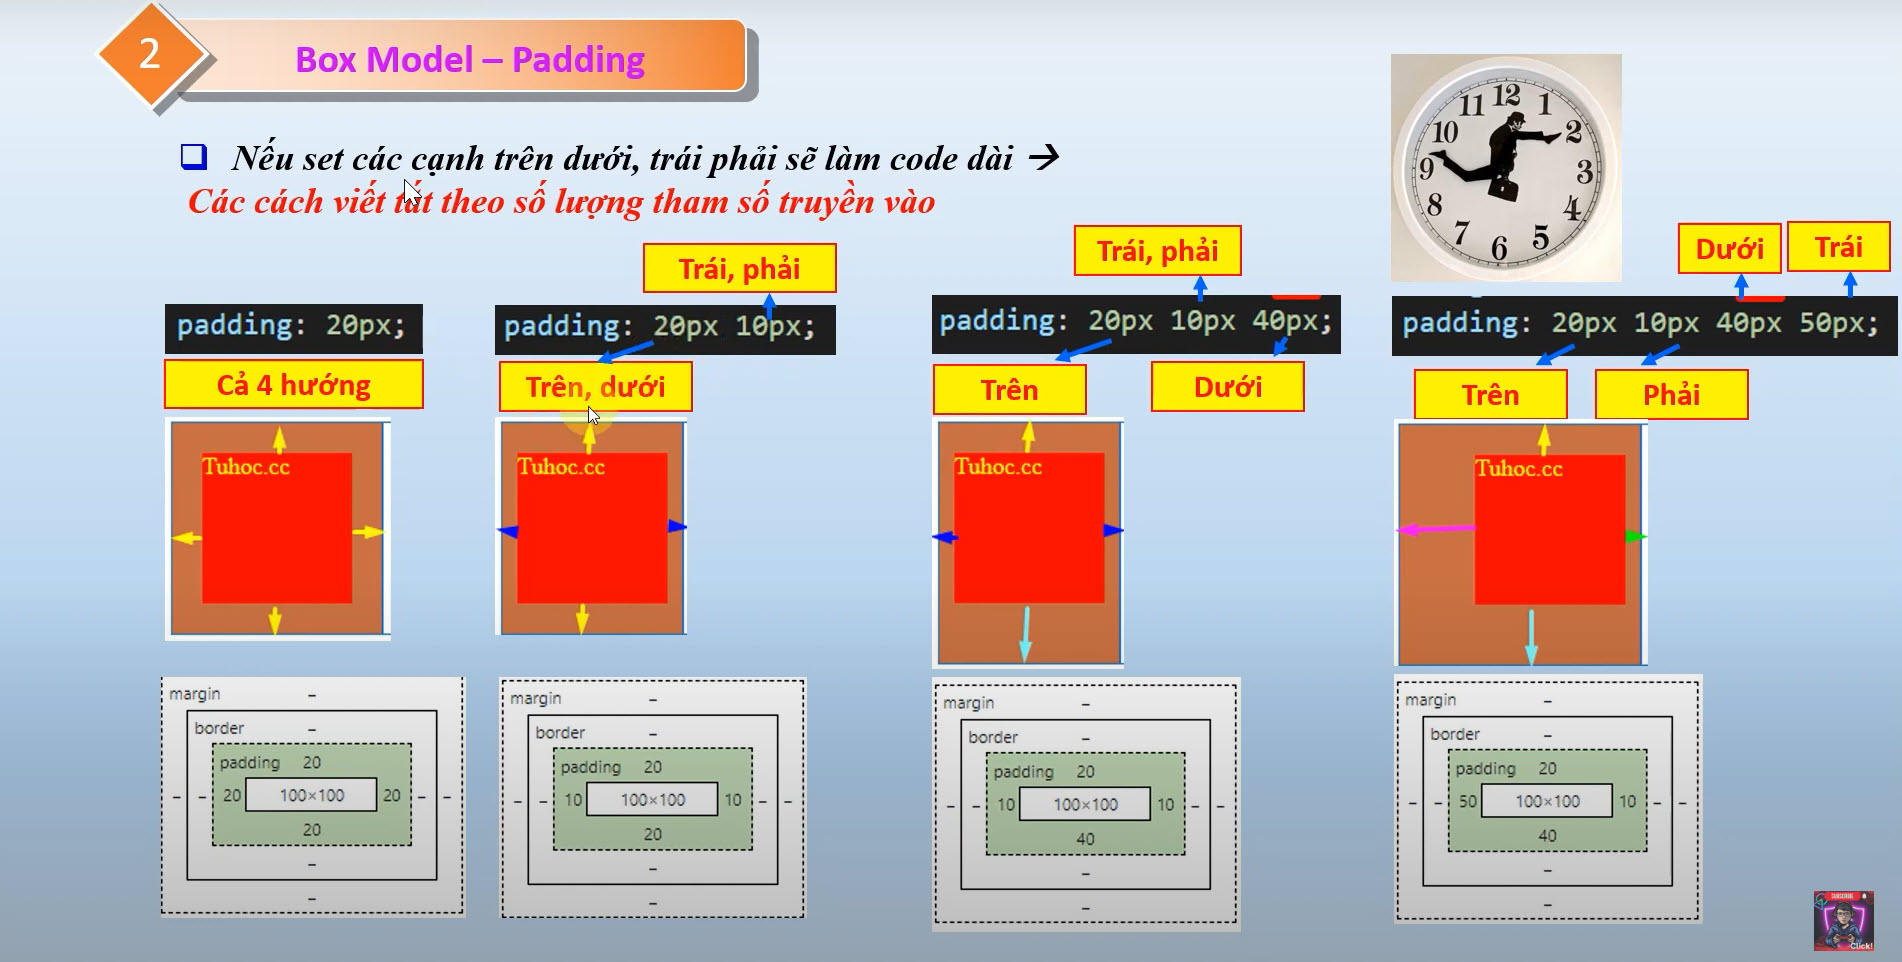 2
Box Model – Padding
Nếu set các cạnh trên dưới, trái phải sẽ làm code dài →
Các cách viết tắt theo số lượng tham số truyền vào
12
1
2
3
4
5
6
7
8
9
10
11
padding: 20px;
Cả 4 hướng
Tuhoc.cc
margin –
border –
padding 20
– – 20 100×100 20 – –
20
–
–
Trái, phải
padding: 20px 10px;
Trên, dưới
Tuhoc.cc
margin –
border –
padding 20
– – 10 100×100 10 – –
20
–
–
Trái, phải
padding: 20px 10px 40px;
Trên Dưới
Tuhoc.cc
margin –
border –
padding 20
– – 10 100×100 10 – –
40
–
–
Dưới Trái
padding: 20px 10px 40px 50px;
Trên Phải
Tuhoc.cc
margin –
border –
padding 20
– – 50 100×100 10 – –
40
–
–
SUBSCRIBE
Click!